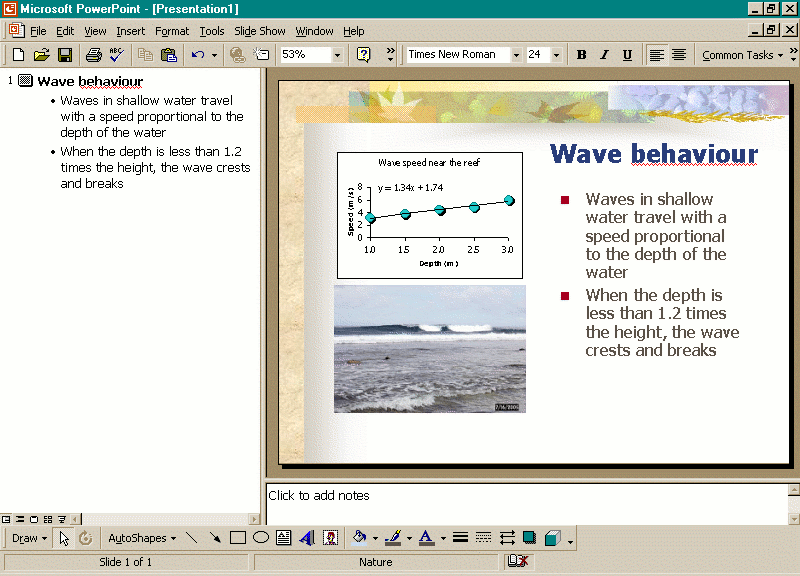 Microsoft PowerPoint - [Presentation1]
File Edit View Insert Format Tools Slide Show Window Help
53% Times New Roman 24 B I U Common Tasks
1 Wave behaviour
• Waves in shallow water travel
with a speed proportional to the
depth of the water
• When the depth is less than 1.2
times the height, the wave crests
and breaks
Wave speed near the reef
y = 1.34x + 1.74
Speed (m/s)
8
6
4
2
0
1.0 1.5 2.0 2.5 3.0
Depth (m)
Wave behaviour
Waves in shallow
water travel with a
speed proportional
to the depth of the
water
When the depth is
less than 1.2 times
the height, the wave
crests and breaks
Click to add notes
Draw AutoShapes
Slide 1 of 1 Nature